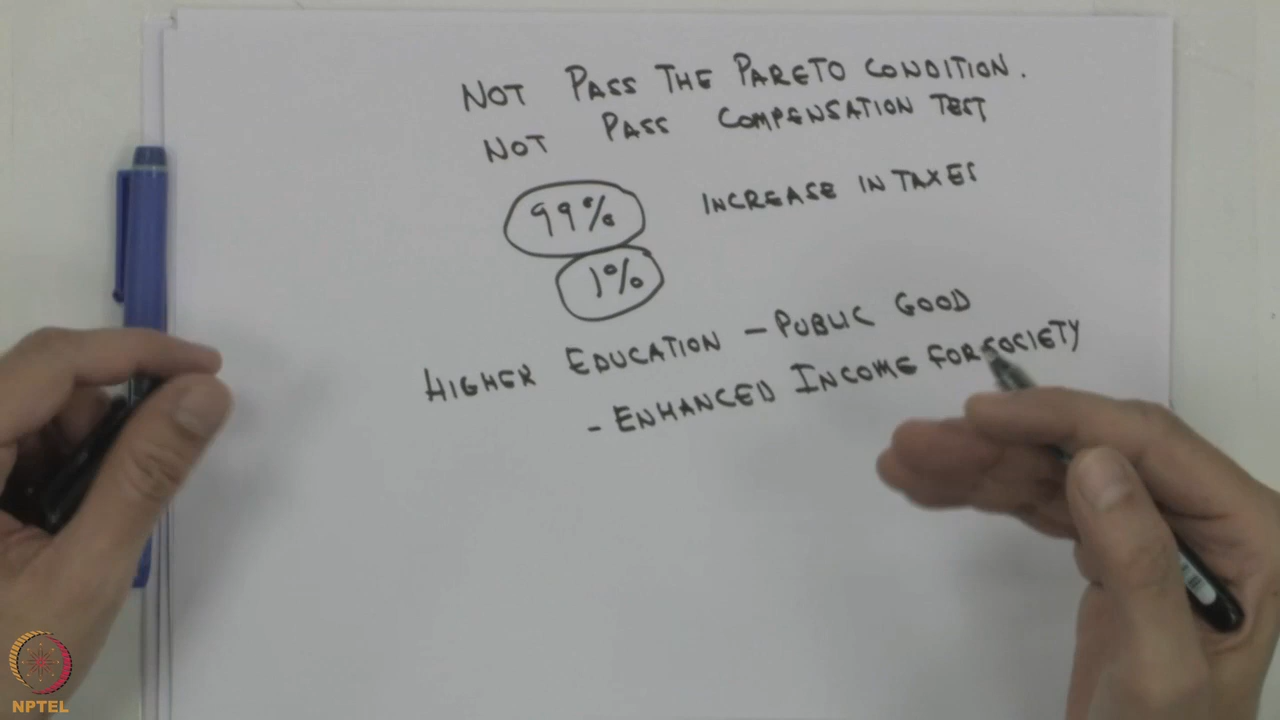 NOT PASS THE PARETO CONDITION.
NOT PASS COMPENSATION TEST
99% INCREASE IN TAXES
1%
HIGHER EDUCATION - PUBLIC GOOD
- ENHANCED INCOME FOR SOCIETY
NPTEL